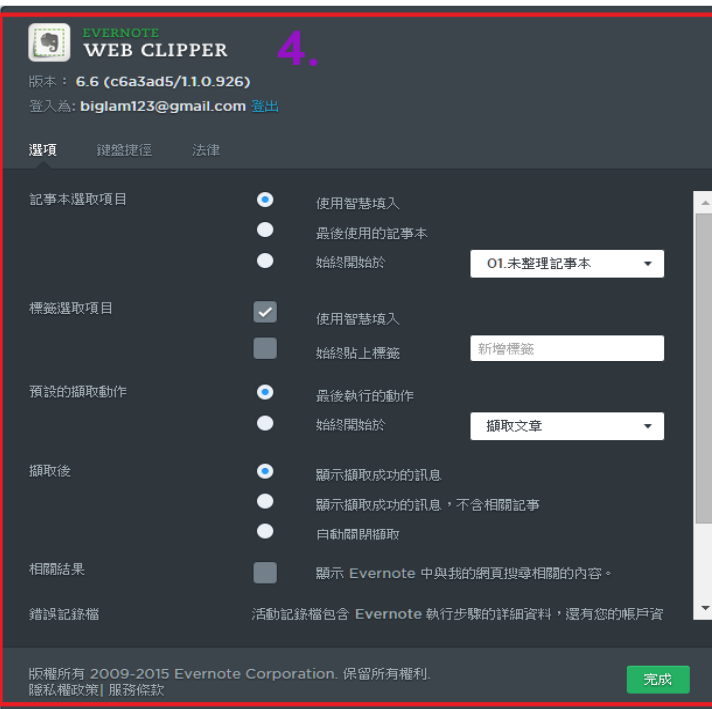 EVERNOTE
WEB CLIPPER
4.
版本： 6.6 (c6a3ad5/1.1.0.926)
登入為: biglam123@gmail.com 登出
選項 鍵盤捷徑 法律
記事本選取項目 使用智慧填入
最後使用的記事本
始終開始於 01.未整理記事本
標籤選取項目 使用智慧填入
始終貼上標籤 新增標籤
預設的擷取動作 最後執行的動作
始終開始於 擷取文章
擷取後 顯示擷取成功的訊息
顯示擷取成功的訊息，不含相關記事
自動關閉擷取
相關結果 顯示 Evernote 中與我的網頁搜尋相關的內容。
錯誤記錄檔 活動記錄檔包含 Evernote 執行步驟的詳細資料，還有您的帳戶資
版權所有 2009-2015 Evernote Corporation. 保留所有權利.
隱私權政策| 服務條款
完成